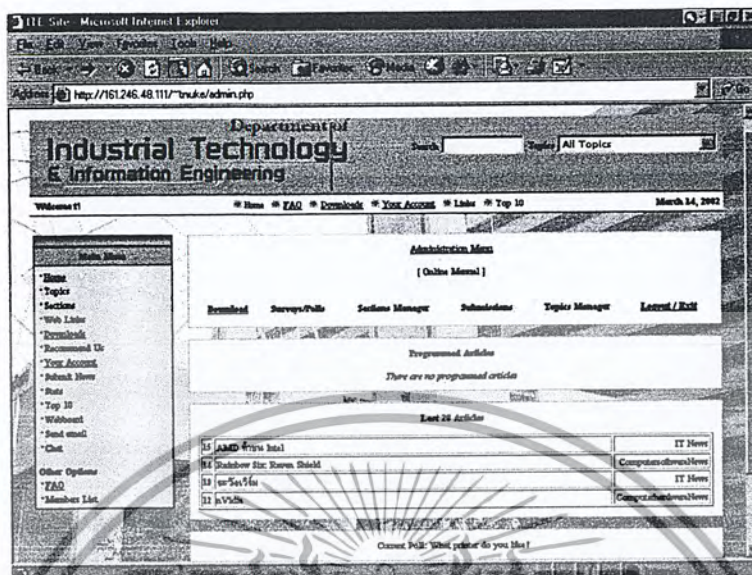 ITE Site - Microsoft Internet Explorer
File Edit View Favorites Tools Help
Back Search Favorites Media
Address http://161.246.48.111/~tnuke/admin.php Go
Department of
Industrial Technology
& Information Engineering
Search Topics All Topics
Welcome t1 Home FAQ Downloads Your Account Links Top 10 March 14, 2002
Main Menu
Home
Topics
Sections
Web Links
Downloads
Recommend Us
Your Account
Submit News
Stats
Top 10
Webboard
Send email
Chat
Other Options
FAQ
Members List
Administration Menu
[ Online Manual ]
Download Surveys/Polls Sections Manager Submissions Topics Manager Logout / Exit
Programmed Articles
There are no programmed articles
Last 20 Articles
15 AMD Intel IT News
14 Rainbow Six: Raven Shield ComputersoftwareNews
13 IT News
12 ComputerhardwareNews
Current Poll: What printer do you like?